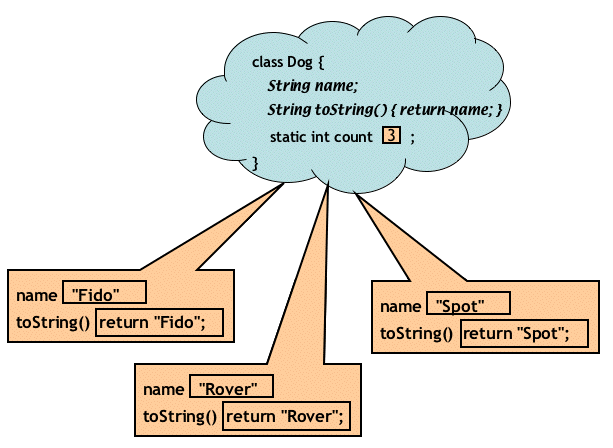 class Dog {
String name;
String toString() { return name; }
static int count 3 ;
}
name "Fido"
toString() return "Fido";
name "Spot"
toString() return "Spot";
name "Rover"
toString() return "Rover";